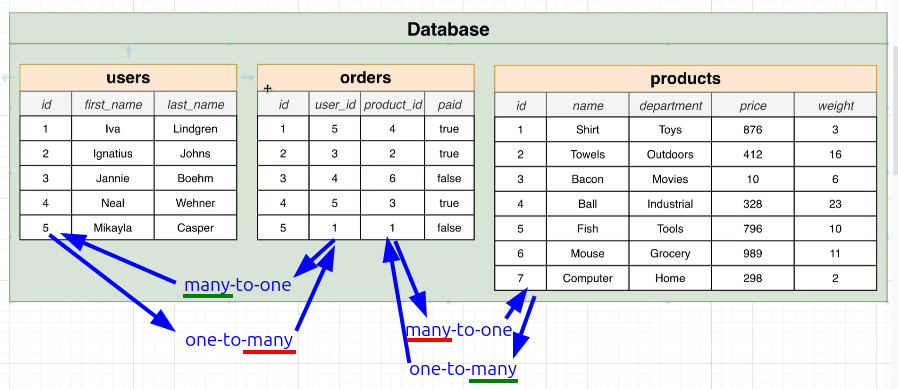 Database
users
id first_name last_name
1 Iva Lindgren
2 Ignatius Johns
3 Jannie Boehm
4 Neal Wehner
5 Mikayla Casper
orders
id user_id product_id paid
1 5 4 true
2 3 2 true
3 4 6 false
4 5 3 true
5 1 1 false
products
id name department price weight
1 Shirt Toys 876 3
2 Towels Outdoors 412 16
3 Bacon Movies 10 6
4 Ball Industrial 328 23
5 Fish Tools 796 10
6 Mouse Grocery 989 11
7 Computer Home 298 2
many-to-one
one-to-many
many-to-one
one-to-many